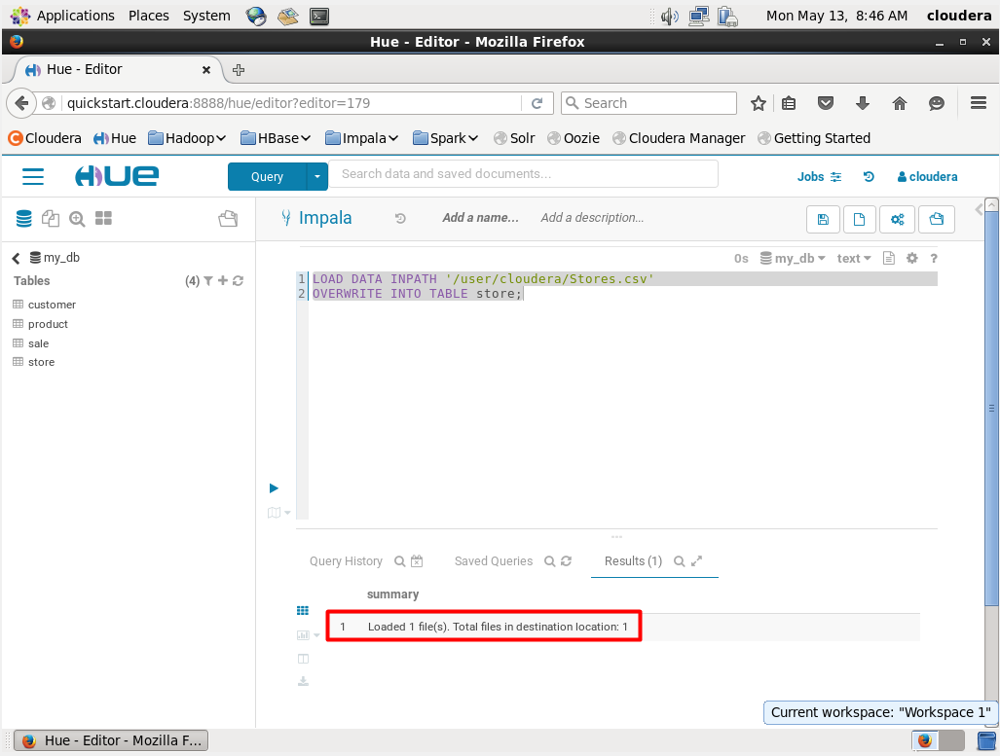 Applications Places System Mon May 13, 8:46 AM cloudera
Hue - Editor - Mozilla Firefox
Hue - Editor
quickstart.cloudera:8888/hue/editor?editor=179 Search
Cloudera Hue Hadoop HBase Impala Spark Solr Oozie Cloudera Manager Getting Started
HUE Query Search data and saved documents... Jobs cloudera
Impala Add a name... Add a description...
my_db
0s my_db text ?
Tables (4)
1 LOAD DATA INPATH '/user/cloudera/Stores.csv'
2 OVERWRITE INTO TABLE store;
customer
product
sale
store
Query History Saved Queries Results (1)
summary
1 Loaded 1 file(s). Total files in destination location: 1
Current workspace: "Workspace 1"
Hue - Editor - Mozilla F...